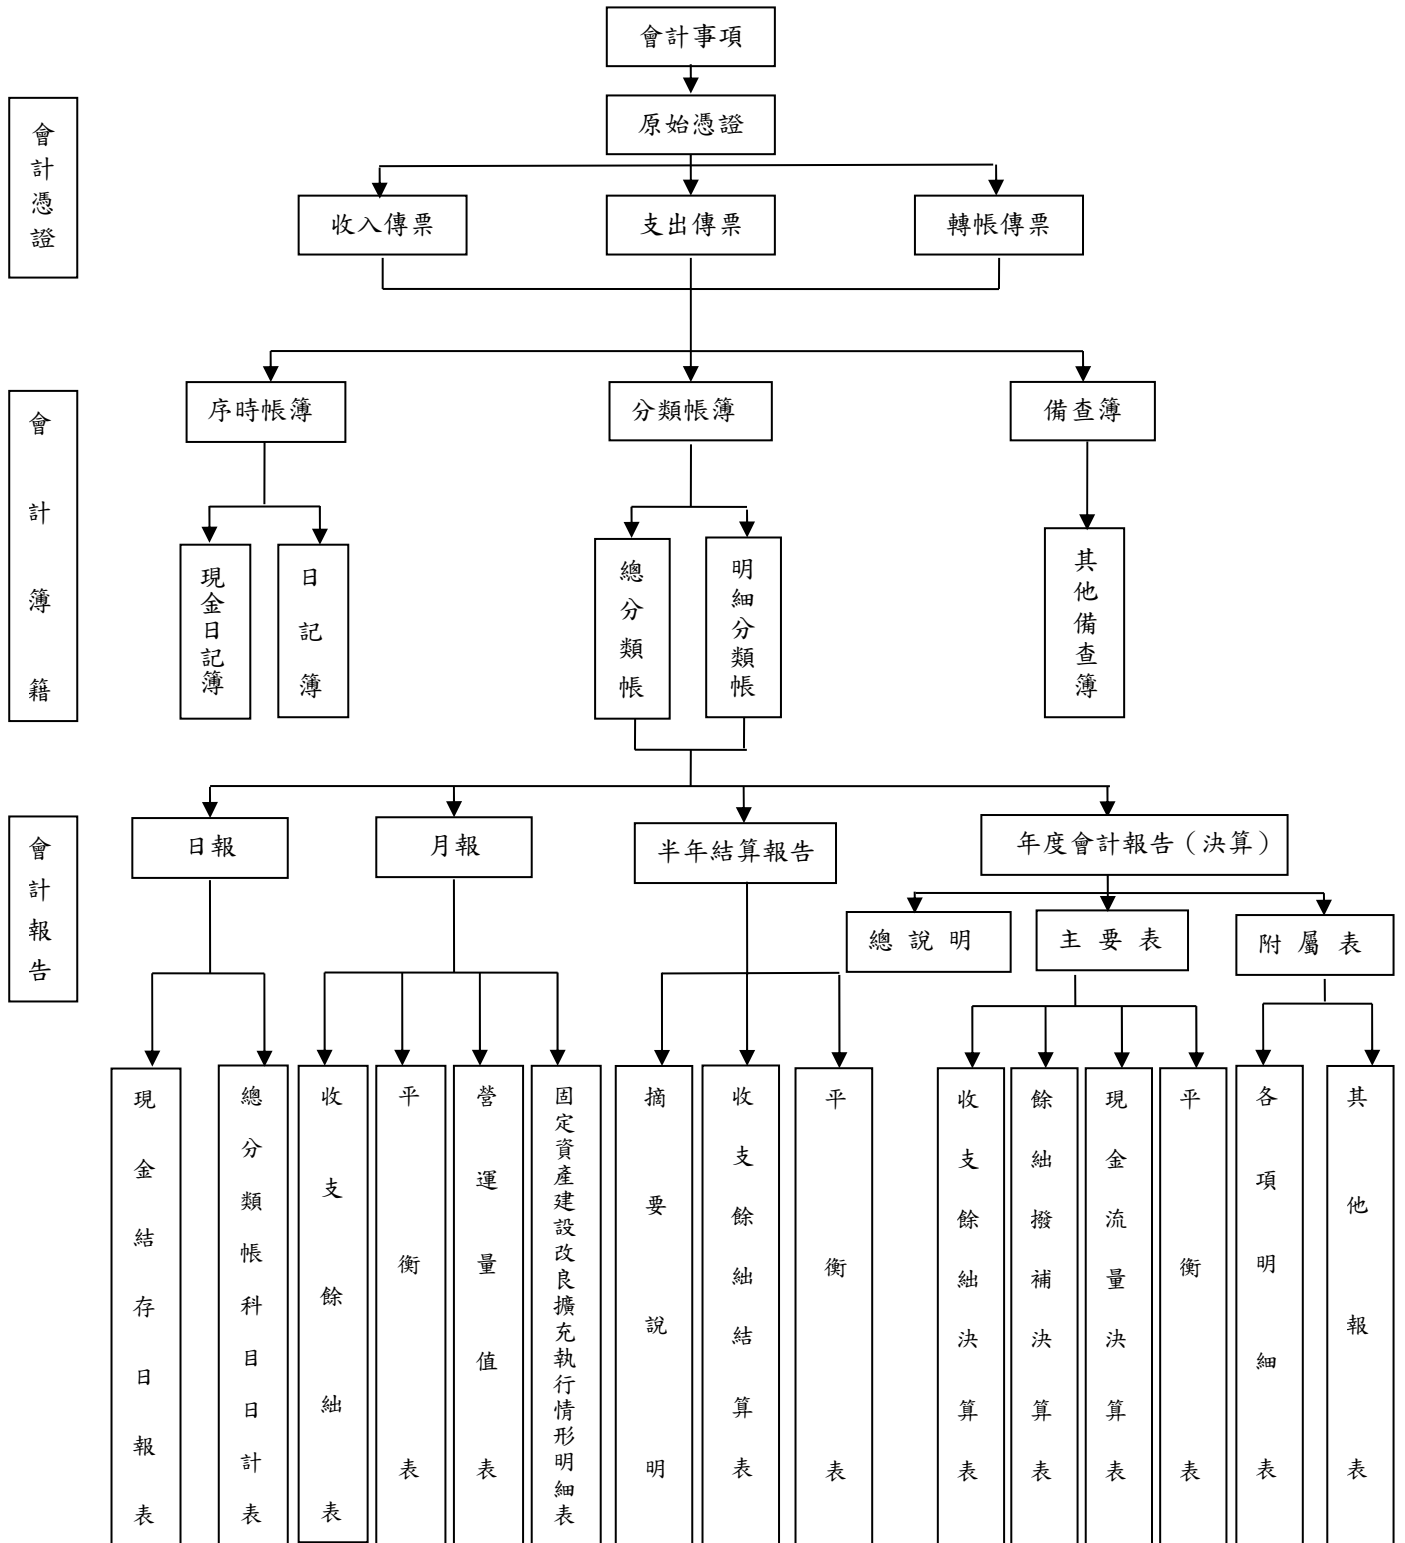 會計事項
會計憑證
原始憑證
收入傳票
支出傳票
轉帳傳票
會計簿籍
序時帳簿
分類帳簿
備查簿
現金日記簿
日記簿
總分類帳
明細分類帳
其他備查簿
會計報告
日報
月報
半年結算報告
年度會計報告（決算）
總說明
主要表
附屬表
現金結存日報表
總分類帳科目日計表
收支餘絀表
平衡表
營運量值表
固定資產建設改良擴充執行情形明細表
摘要說明
收支餘絀結算表
平衡表
收支餘絀決算表
餘絀撥補決算表
現金流量決算表
平衡表
各項明細表
其他報表